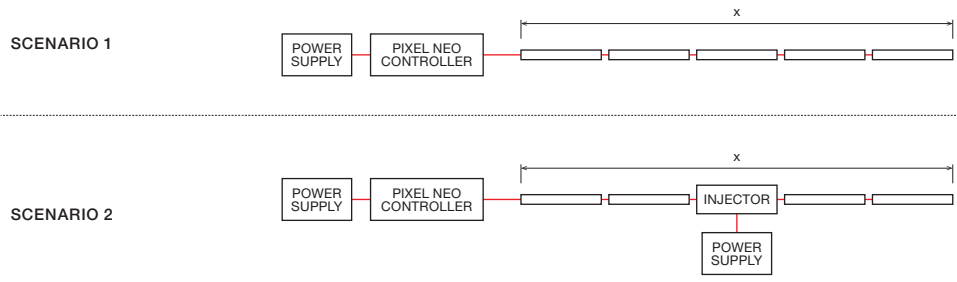 x
SCENARIO 1
POWER
SUPPLY
PIXEL NEO
CONTROLLER
x
SCENARIO 2
POWER
SUPPLY
PIXEL NEO
CONTROLLER
INJECTOR
POWER
SUPPLY